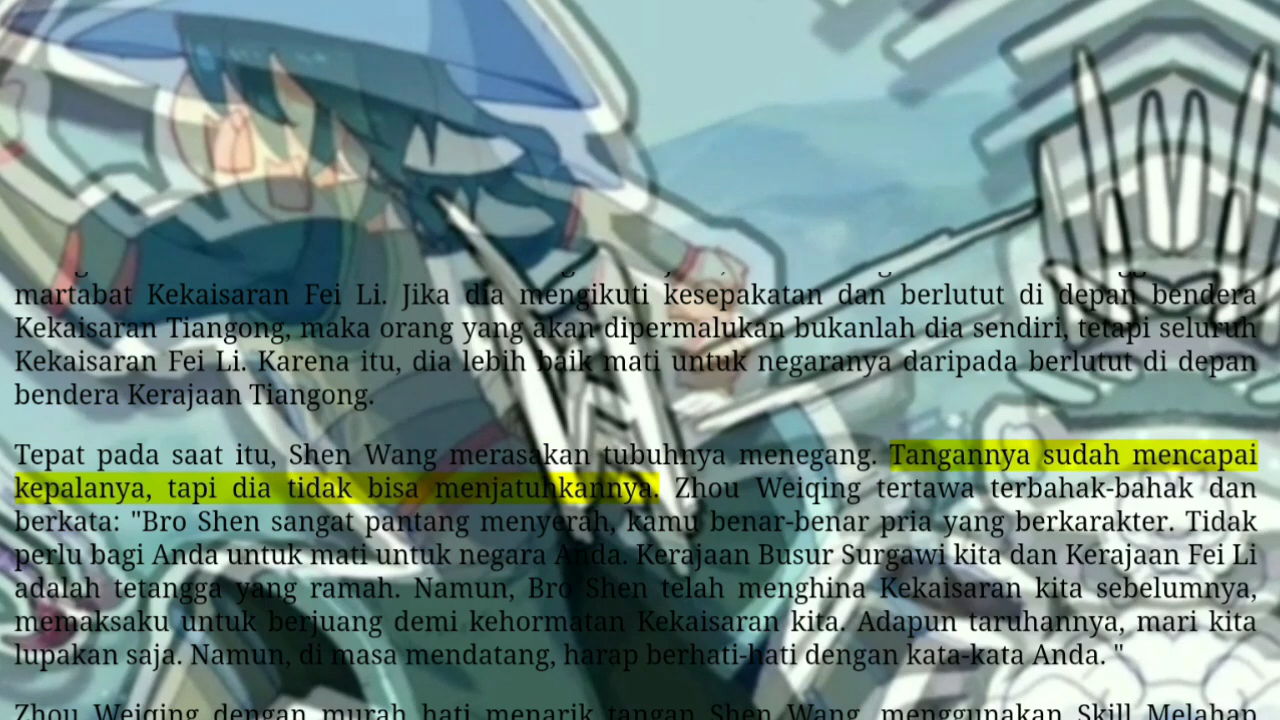 martabat Kekaisaran Fei Li. Jika dia mengikuti kesepakatan dan berlutut di depan bendera
Kekaisaran Tiangong, maka orang yang akan dipermalukan bukanlah dia sendiri, tetapi seluruh
Kekaisaran Fei Li. Karena itu, dia lebih baik mati untuk negaranya daripada berlutut di depan
bendera Kerajaan Tiangong.
Tepat pada saat itu, Shen Wang merasakan tubuhnya menegang. Tangannya sudah mencapai
kepalanya, tapi dia tidak bisa menjatuhkannya. Zhou Weiqing tertawa terbahak-bahak dan
berkata: "Bro Shen sangat pantang menyerah, kamu benar-benar pria yang berkarakter. Tidak
perlu bagi Anda untuk mati untuk negara Anda. Kerajaan Busur Surgawi kita dan Kerajaan Fei Li
adalah tetangga yang ramah. Namun, Bro Shen telah menghina Kekaisaran kita sebelumnya,
memaksaku untuk berjuang demi kehormatan Kekaisaran kita. Adapun taruhannya, mari kita
lupakan saja. Namun, di masa mendatang, harap berhati-hati dengan kata-kata Anda. "
Zhou Weiqing dengan murah hati menarik tangan Shen Wang, menggunakan Skill Melahap